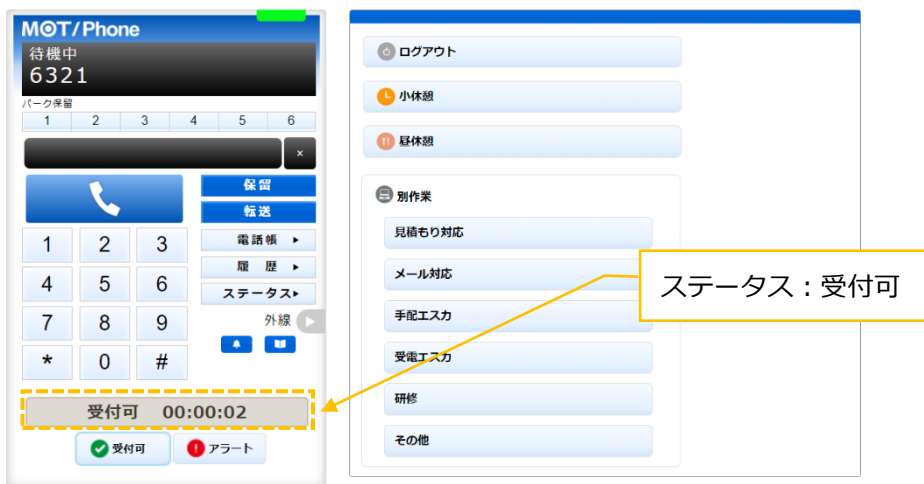 MOT/Phone
待機中
6321
パーク保留
1 2 3 4 5 6
×
保留
転送
1 2 3
電話帳 ▶
履 歴 ▶
4 5 6
ステータス▶
7 8 9
外線
* 0 #
受付可 00:00:02
受付可
アラート
ログアウト
小休憩
昼休憩
別作業
見積もり対応
メール対応
手配エスカ
受電エスカ
研修
その他
ステータス：受付可